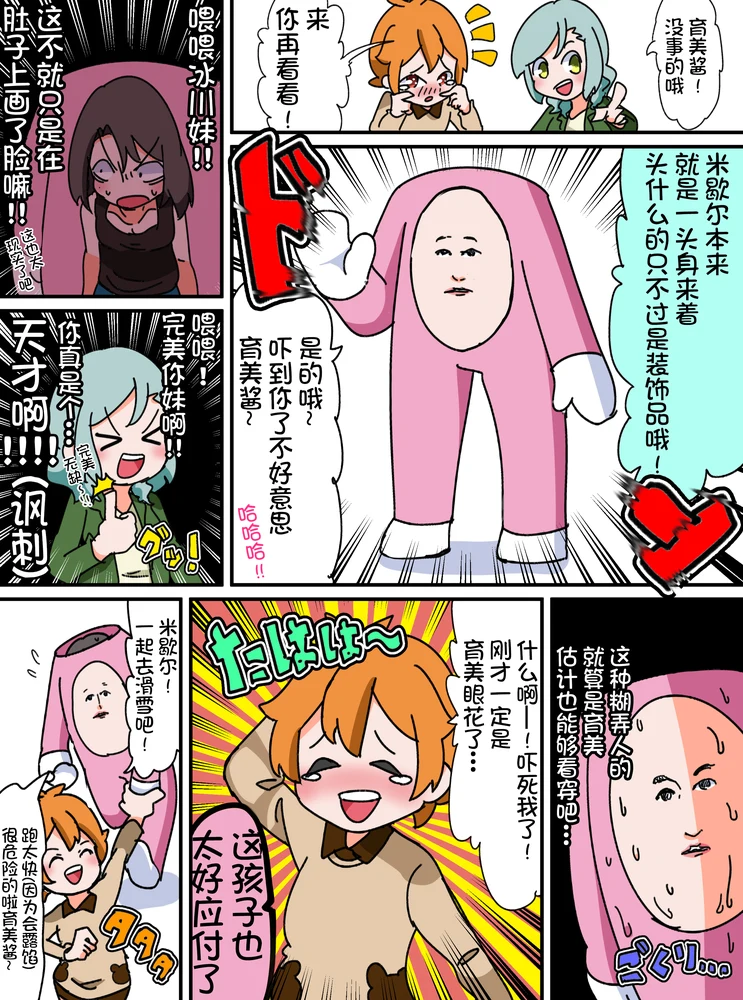 育美酱！
没事的哦
来
你再看看！
米歇尔本来
就是一头身来着
头什么的只不过是装饰品哦！
ドーン
是的哦~
吓到你了不好意思
育美酱~
哈哈哈!!
喂喂冰川妹!!
这不就只是在
肚子上画了脸嘛!!
这也太
现实了吧
喂喂！
完美你妹啊!!
你真是个…
天才啊!!!!(讽刺)
完美
无缺~!!
グッ!
这种糊弄人的
就算是育美
估计也能够看穿吧…
ごくり…
什么啊ー！吓死我了！
刚才一定是
育美眼花了…
たはは~
这孩子也
太好应付了
米歇尔！
一起去滑雪吧！
跑太快(因为会露馅)
很危险的啦育美酱~
タタタ